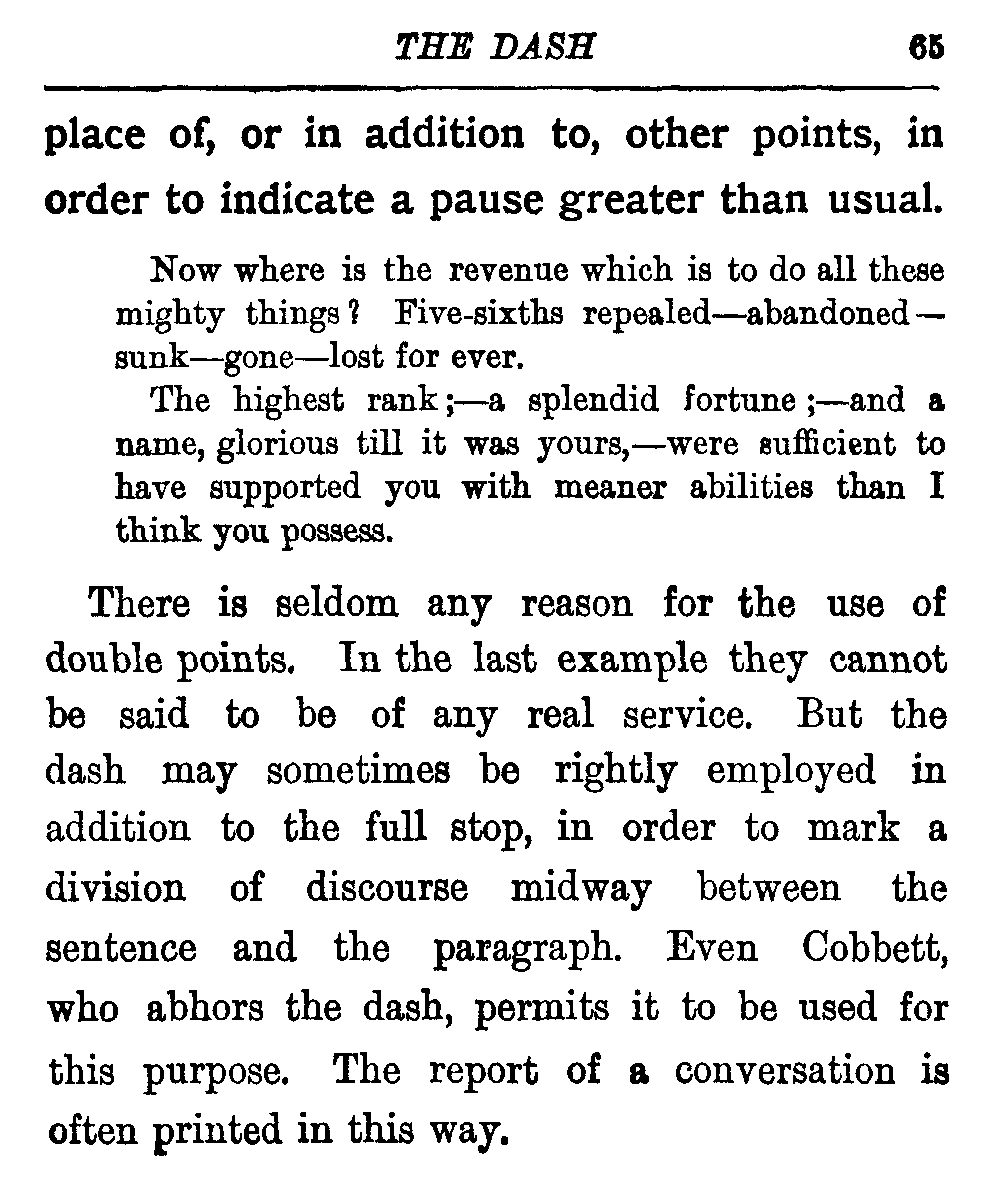 THE DASH 65
place of, or in addition to, other points, in
order to indicate a pause greater than usual.
Now where is the revenue which is to do all these
mighty things? Five-sixths repealed—abandoned—
sunk—gone—lost for ever.
The highest rank;—a splendid fortune;—and a
name, glorious till it was yours,—were sufficient to
have supported you with meaner abilities than I
think you possess.
There is seldom any reason for the use of
double points. In the last example they cannot
be said to be of any real service. But the
dash may sometimes be rightly employed in
addition to the full stop, in order to mark a
division of discourse midway between the
sentence and the paragraph. Even Cobbett,
who abhors the dash, permits it to be used for
this purpose. The report of a conversation is
often printed in this way.